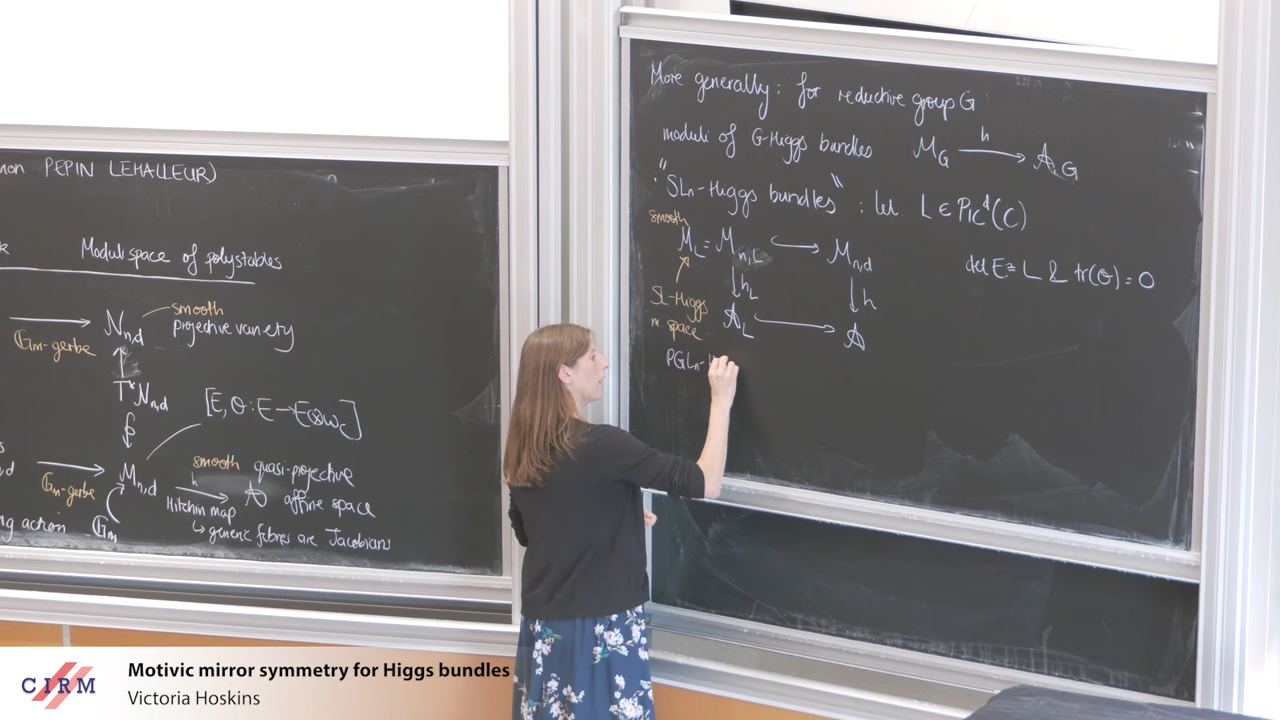 PEPIN LEHALLEUR)
Moduli space of polystables
G_m-gerbe → N_{n,d}
smooth
projective variety
T*N_{n,d}
[E, θ: E → E⊗ω_C]
G_m-gerbe → M_{n,d}
smooth quasi-projective
h → A affine space
Hitchin map
↳ generic fibres are Jacobians
action G_m
More generally: for reductive group G
moduli of G-Higgs bundles M_G →^h A_G
"SL_n-Higgs bundles": let L ∈ Pic^d(C)
smooth
M_L = M_{n,L} ↪ M_{n,d}
det E ≅ L & tr(θ) = 0
↓h_L ↓h
SL-Higgs
m. space
A_L → A
PGL_n-
CIRM
Motivic mirror symmetry for Higgs bundles
Victoria Hoskins